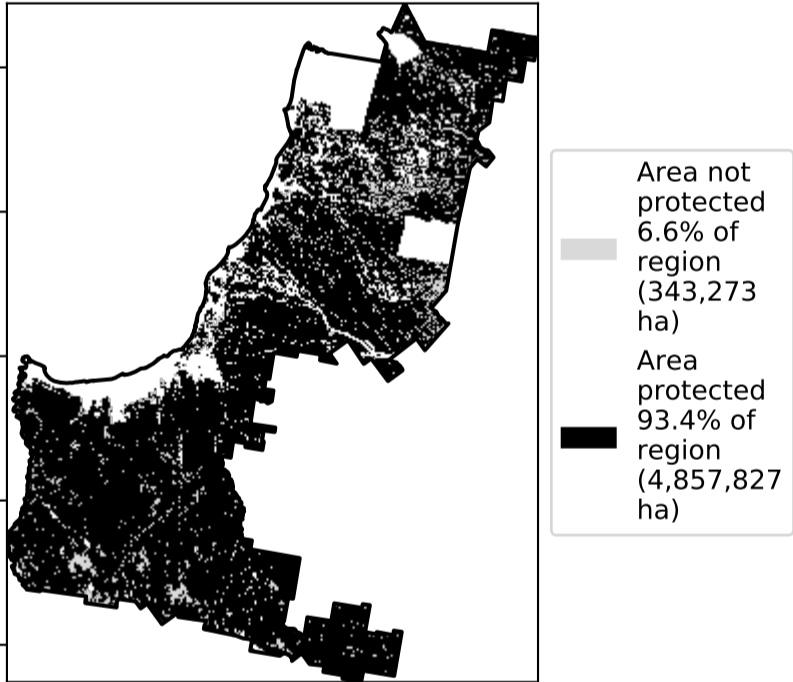 Area not
protected
6.6% of
region
(343,273
ha)
Area
protected
93.4% of
region
(4,857,827
ha)